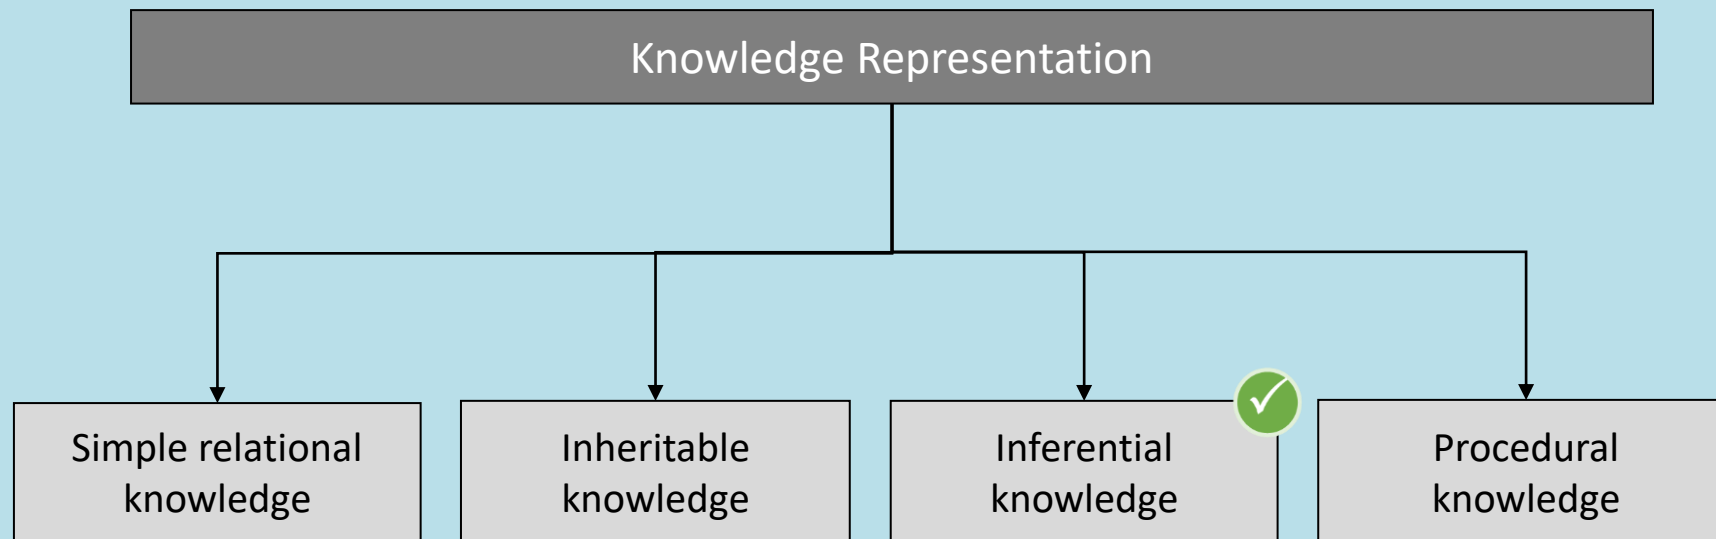 Knowledge Representation
Simple relational
knowledge
Inheritable
knowledge
Inferential
knowledge
Procedural
knowledge